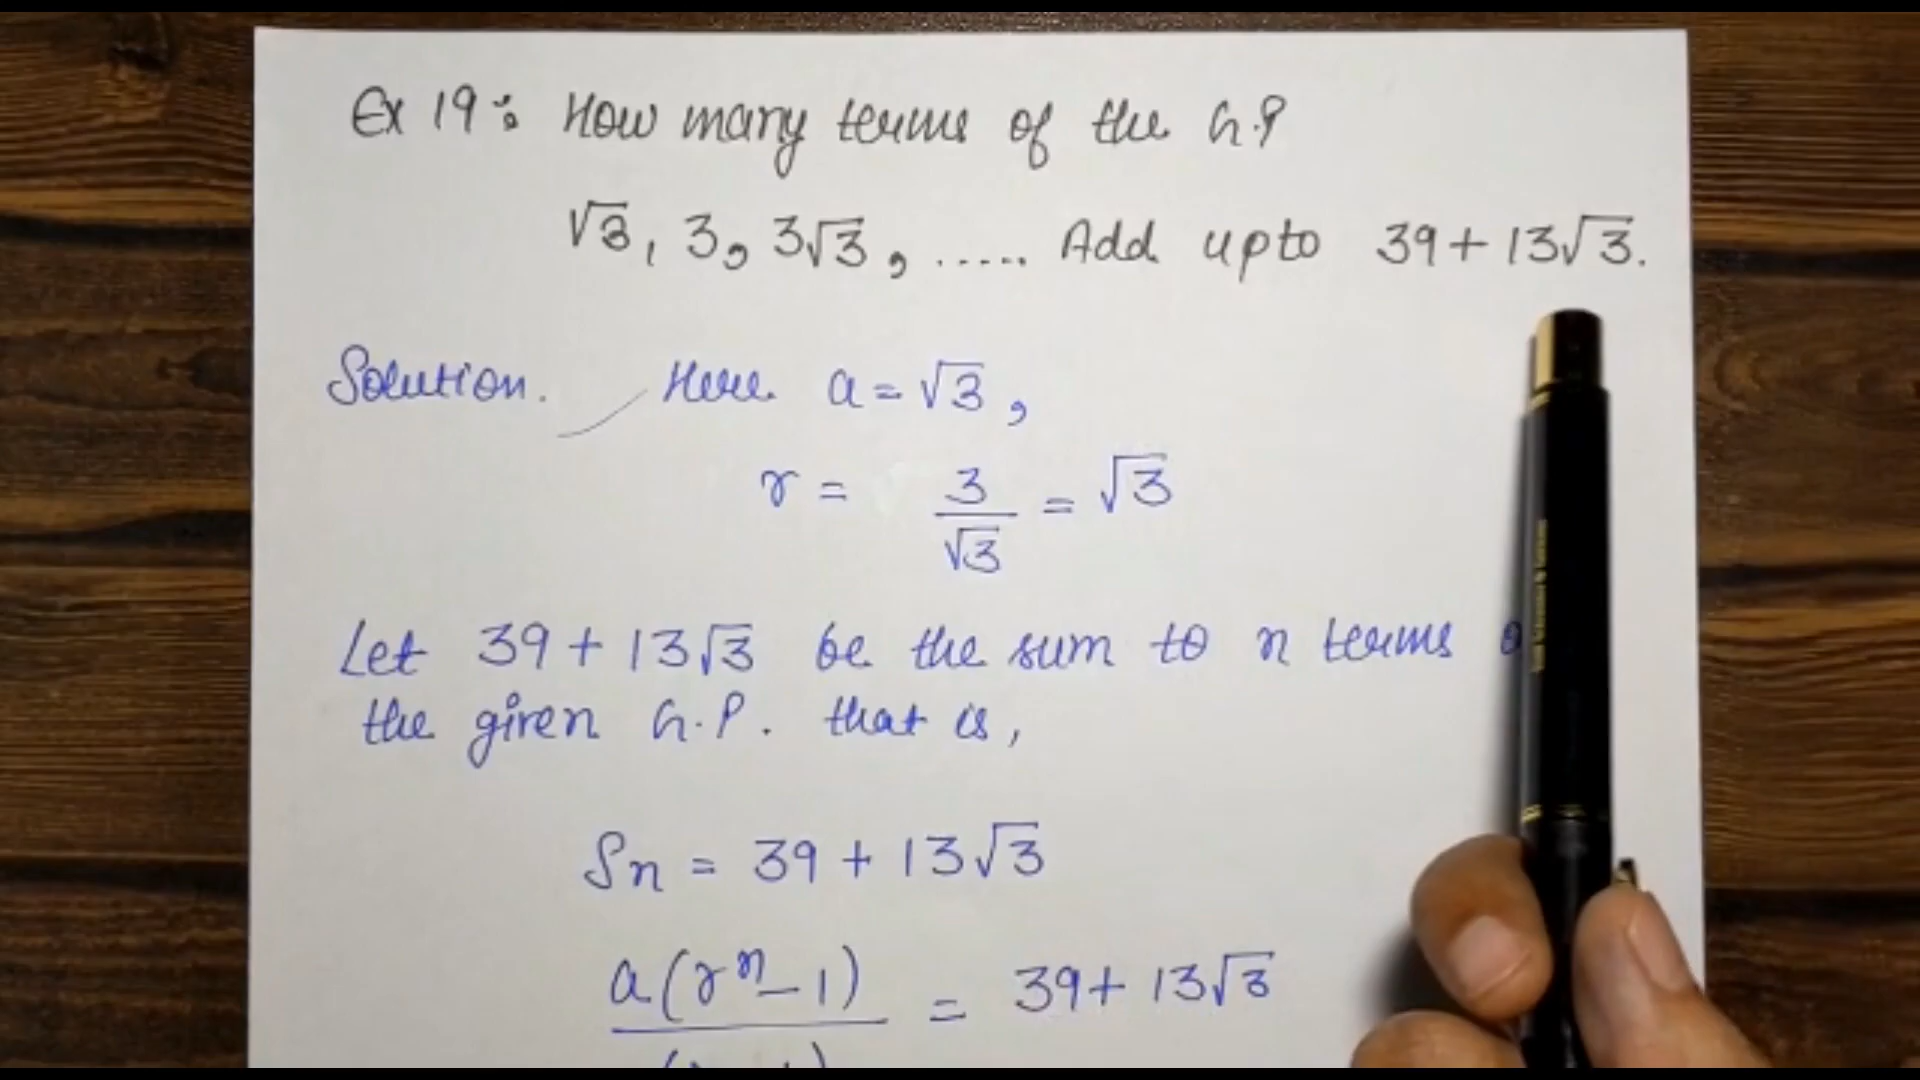 Ex 19: How many terms of the G.P
√3, 3, 3√3, ..... Add upto 39+13√3.
Solution. Here a=√3,
r = 3/√3 = √3
Let 39+13√3 be the sum to n terms
the given G.P. that is,
Sn = 39 + 13√3
a(rⁿ-1) = 39+ 13√3